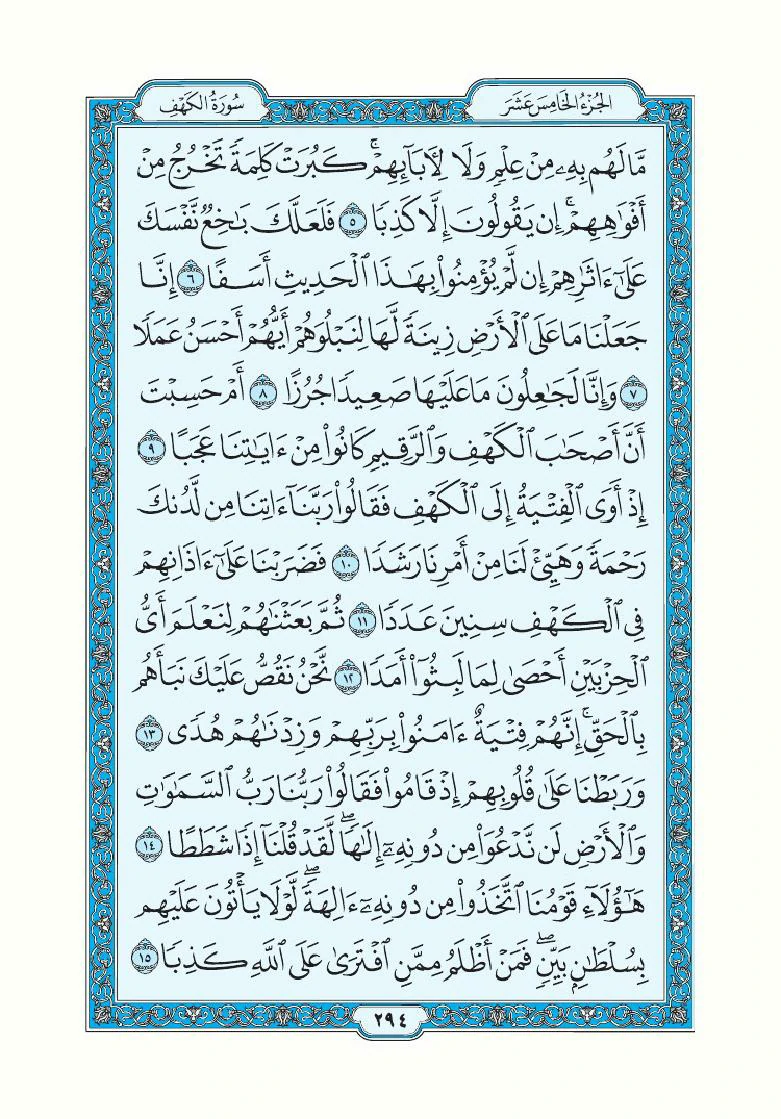 الجُزْءُ الخَامِسَ عَشَرَ
سُورَةُ الكَهْفِ
مَّا لَهُم بِهِۦ مِنْ عِلْمٍ وَلَا لِأَبَآئِهِمْۚ كَبُرَتْ كَلِمَةً تَخْرُجُ مِنْ
أَفْوَٰهِهِمْۚ إِن يَقُولُونَ إِلَّا كَذِبًا ٥ فَلَعَلَّكَ بَٰخِعٌ نَّفْسَكَ
عَلَىٰٓ ءَاثَٰرِهِمْ إِن لَّمْ يُؤْمِنُوا۟ بِهَٰذَا ٱلْحَدِيثِ أَسَفًا ٦ إِنَّا
جَعَلْنَا مَا عَلَى ٱلْأَرْضِ زِينَةً لَّهَا لِنَبْلُوَهُمْ أَيُّهُمْ أَحْسَنُ عَمَلًا
٧ وَإِنَّا لَجَٰعِلُونَ مَا عَلَيْهَا صَعِيدًا جُرُزًا ٨ أَمْ حَسِبْتَ
أَنَّ أَصْحَٰبَ ٱلْكَهْفِ وَٱلرَّقِيمِ كَانُوا۟ مِنْ ءَايَٰتِنَا عَجَبًا ٩
إِذْ أَوَى ٱلْفِتْيَةُ إِلَى ٱلْكَهْفِ فَقَالُوا۟ رَبَّنَآ ءَاتِنَا مِن لَّدُنكَ
رَحْمَةً وَهَيِّئْ لَنَا مِنْ أَمْرِنَا رَشَدًا ١٠ فَضَرَبْنَا عَلَىٰٓ ءَاذَانِهِمْ
فِى ٱلْكَهْفِ سِنِينَ عَدَدًا ١١ ثُمَّ بَعَثْنَٰهُمْ لِنَعْلَمَ أَىُّ
ٱلْحِزْبَيْنِ أَحْصَىٰ لِمَا لَبِثُوٓا۟ أَمَدًا ١٢ نَّحْنُ نَقُصُّ عَلَيْكَ نَبَأَهُم
بِٱلْحَقِّۚ إِنَّهُمْ فِتْيَةٌ ءَامَنُوا۟ بِرَبِّهِمْ وَزِدْنَٰهُمْ هُدًى ١٣
وَرَبَطْنَا عَلَىٰ قُلُوبِهِمْ إِذْ قَامُوا۟ فَقَالُوا۟ رَبُّنَا رَبُّ ٱلسَّمَٰوَٰتِ
وَٱلْأَرْضِ لَن نَّدْعُوَا۟ مِن دُونِهِۦٓ إِلَٰهًاۖ لَّقَدْ قُلْنَآ إِذًا شَطَطًا ١٤
هَٰٓؤُلَآءِ قَوْمُنَا ٱتَّخَذُوا۟ مِن دُونِهِۦٓ ءَالِهَةًۖ لَّوْلَا يَأْتُونَ عَلَيْهِم
بِسُلْطَٰنٍۭ بَيِّنٍۖ فَمَنْ أَظْلَمُ مِمَّنِ ٱفْتَرَىٰ عَلَى ٱللَّهِ كَذِبًا ١٥
٢٩٤